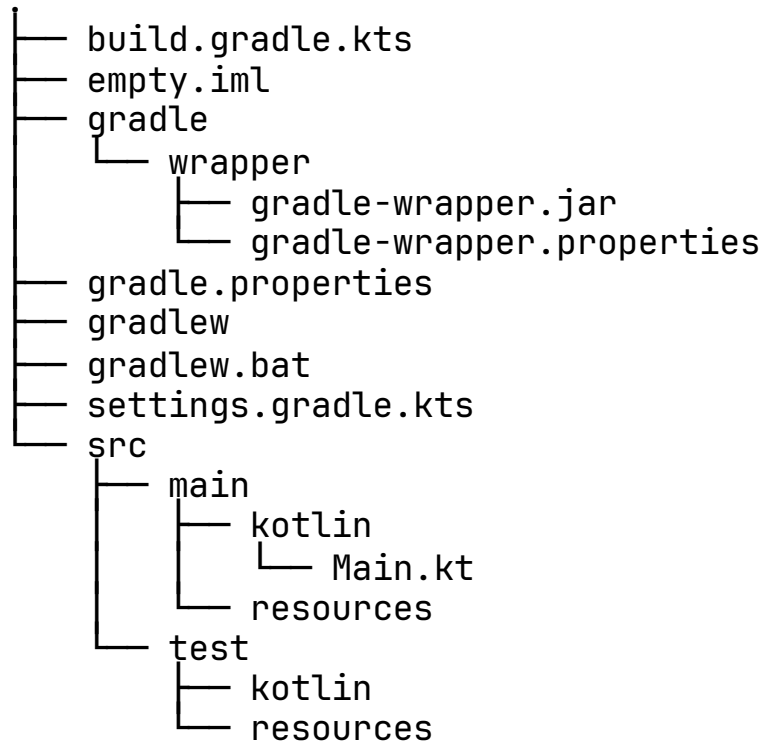 .
├── build.gradle.kts
├── empty.iml
├── gradle
│   └── wrapper
│       ├── gradle-wrapper.jar
│       └── gradle-wrapper.properties
├── gradle.properties
├── gradlew
├── gradlew.bat
├── settings.gradle.kts
└── src
    ├── main
    │   ├── kotlin
    │   │   └── Main.kt
    │   └── resources
    └── test
        ├── kotlin
        └── resources